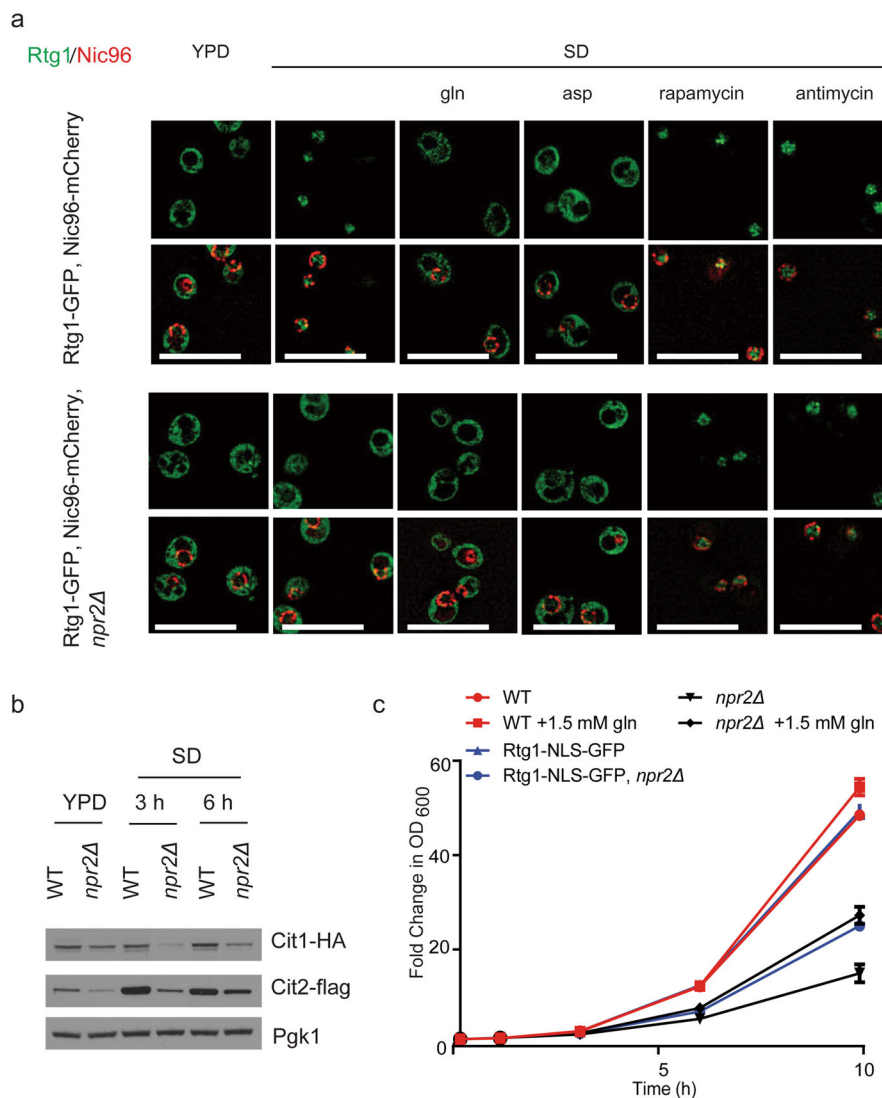 a
Rtg1/Nic96
YPD
SD
gln
asp
rapamycin
antimycin
Rtg1-GFP, Nic96-mCherry
Rtg1-GFP, Nic96-mCherry,
npr2Δ
b
SD
YPD
3 h
6 h
WT
npr2Δ
WT
npr2Δ
WT
npr2Δ
Cit1-HA
Cit2-flag
Pgk1
c
WT
WT +1.5 mM gln
Rtg1-NLS-GFP
Rtg1-NLS-GFP, npr2Δ
npr2Δ
npr2Δ +1.5 mM gln
Fold Change in OD600
60
40
20
0
5
10
Time (h)